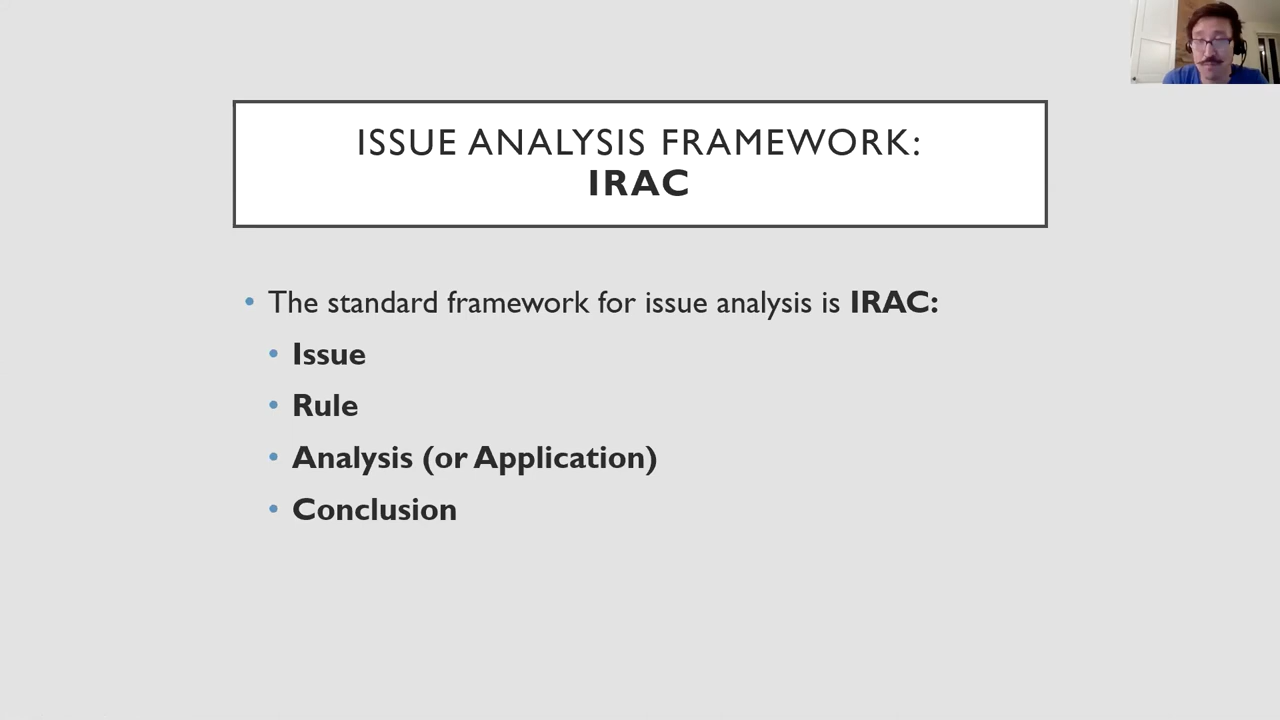 ISSUE ANALYSIS FRAMEWORK:
IRAC
• The standard framework for issue analysis is IRAC:
• Issue
• Rule
• Analysis (or Application)
• Conclusion